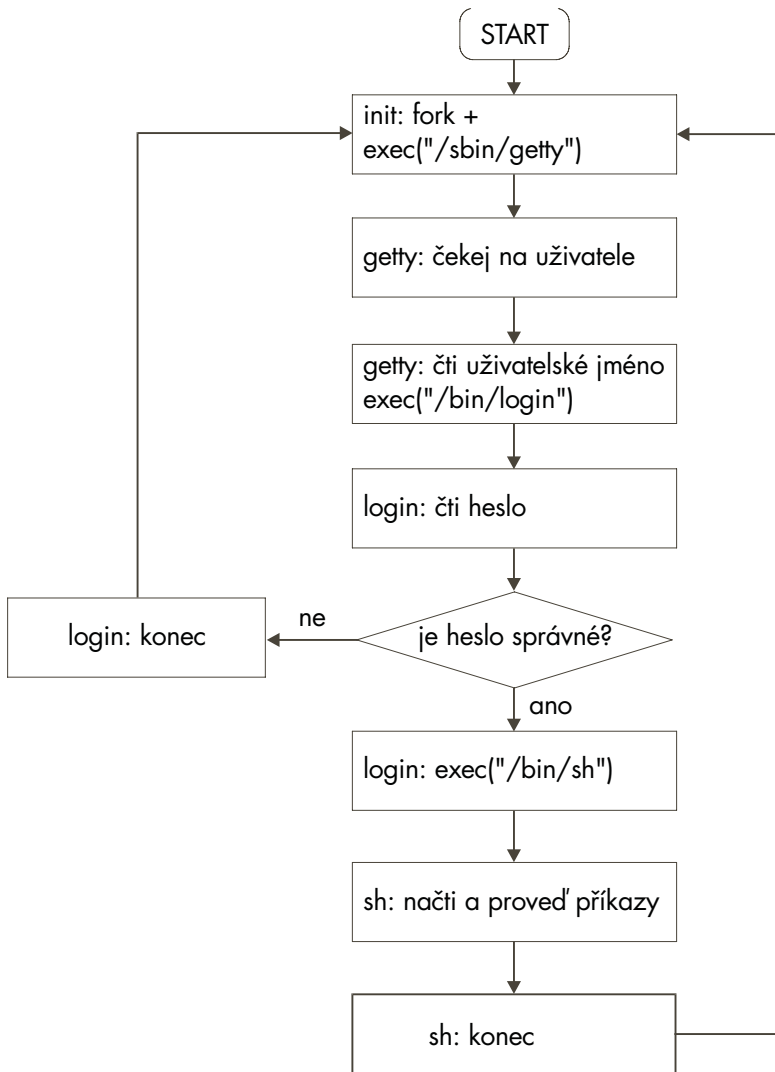 START
init: fork +
exec("/sbin/getty")
getty: čekej na uživatele
getty: čti uživatelské jméno
exec("/bin/login")
login: čti heslo
je heslo správné?
ne
login: konec
ano
login: exec("/bin/sh")
sh: načti a proveď příkazy
sh: konec